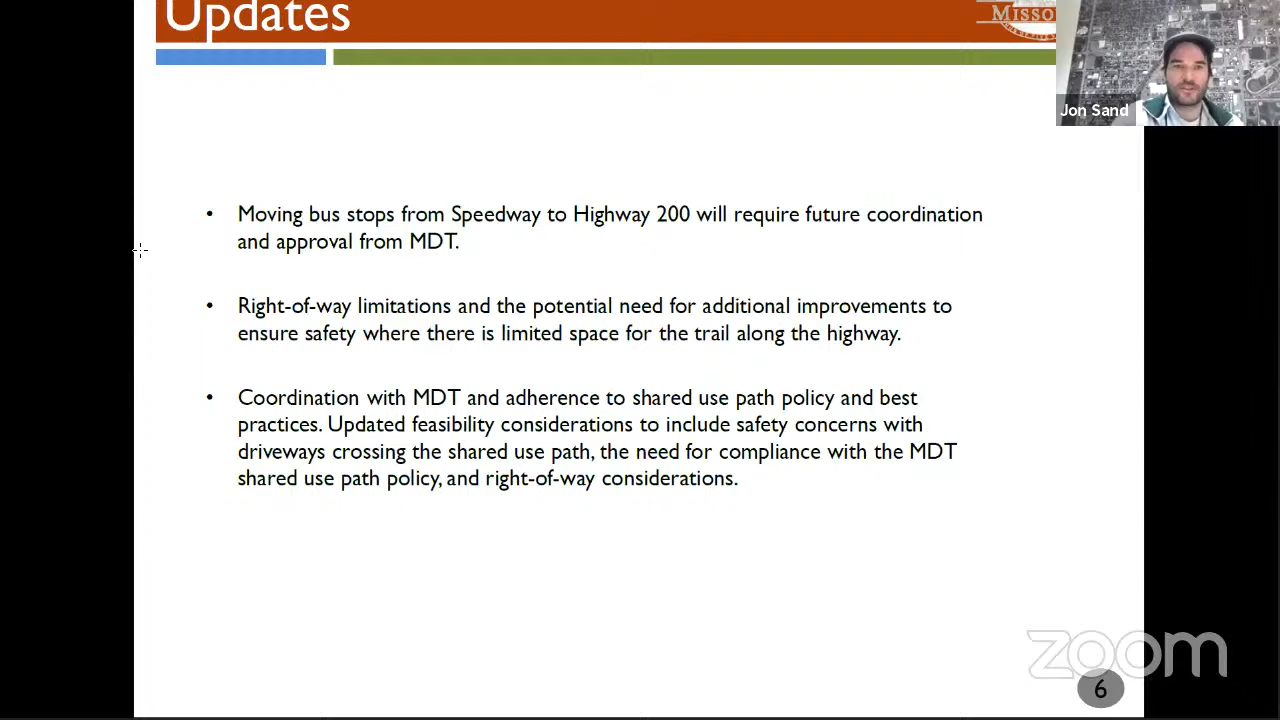 Updates
Jon Sand
• Moving bus stops from Speedway to Highway 200 will require future coordination
and approval from MDT.
• Right-of-way limitations and the potential need for additional improvements to
ensure safety where there is limited space for the trail along the highway.
• Coordination with MDT and adherence to shared use path policy and best
practices. Updated feasibility considerations to include safety concerns with
driveways crossing the shared use path, the need for compliance with the MDT
shared use path policy, and right-of-way considerations.
zoom
6